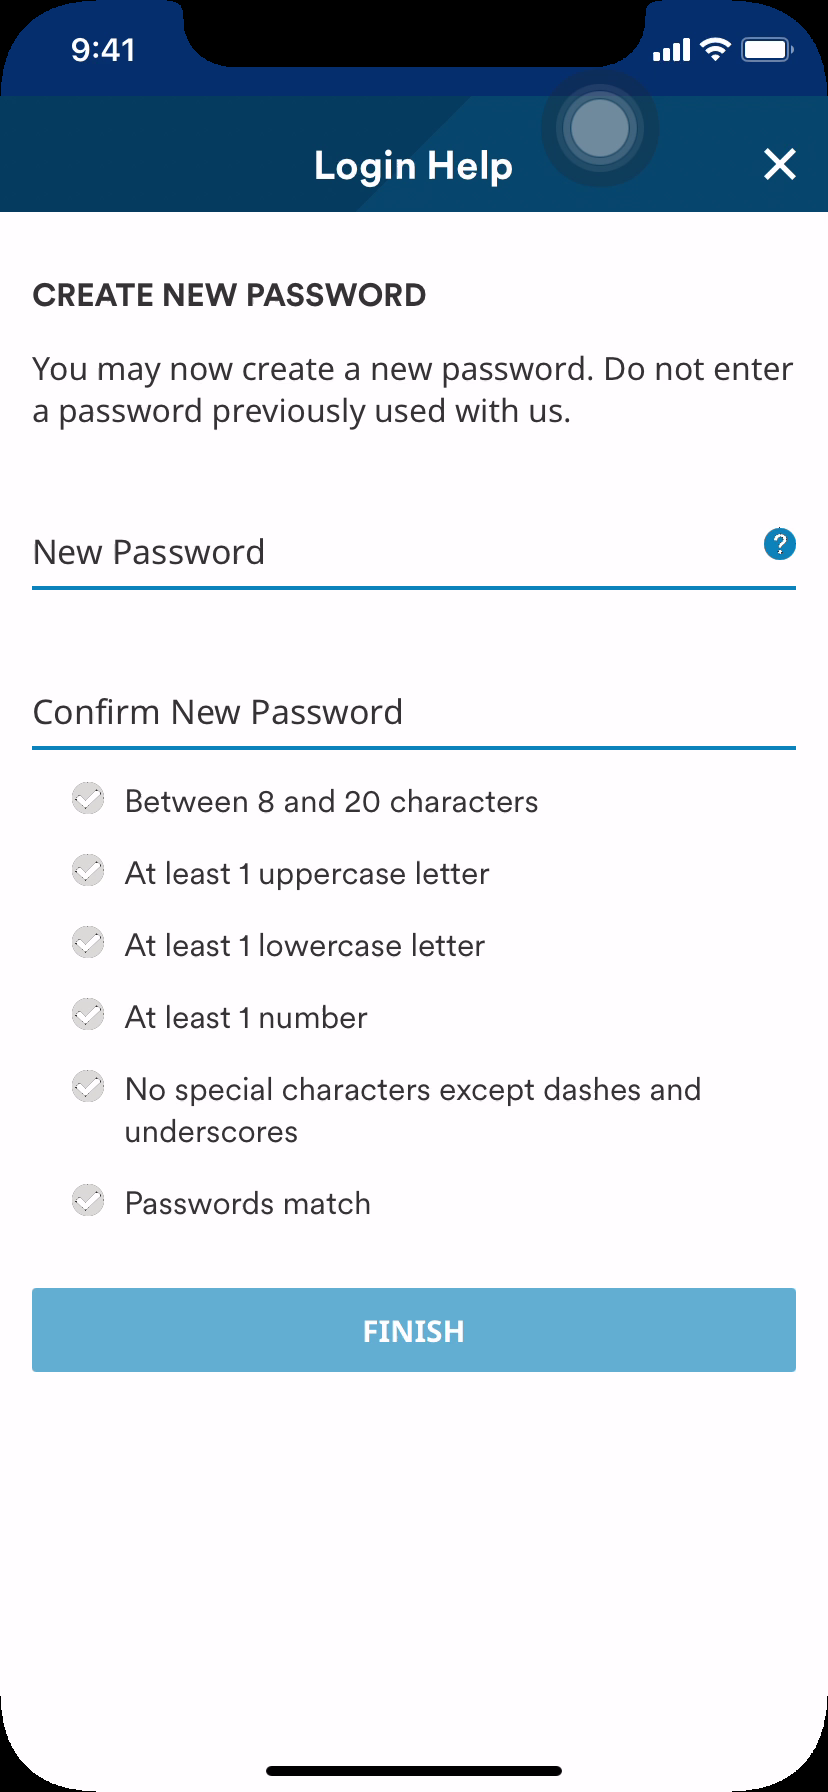 9:41
Login Help
CREATE NEW PASSWORD
You may now create a new password. Do not enter
a password previously used with us.
New Password
?
Confirm New Password
Between 8 and 20 characters
At least 1 uppercase letter
At least 1 lowercase letter
At least 1 number
No special characters except dashes and
underscores
Passwords match
FINISH